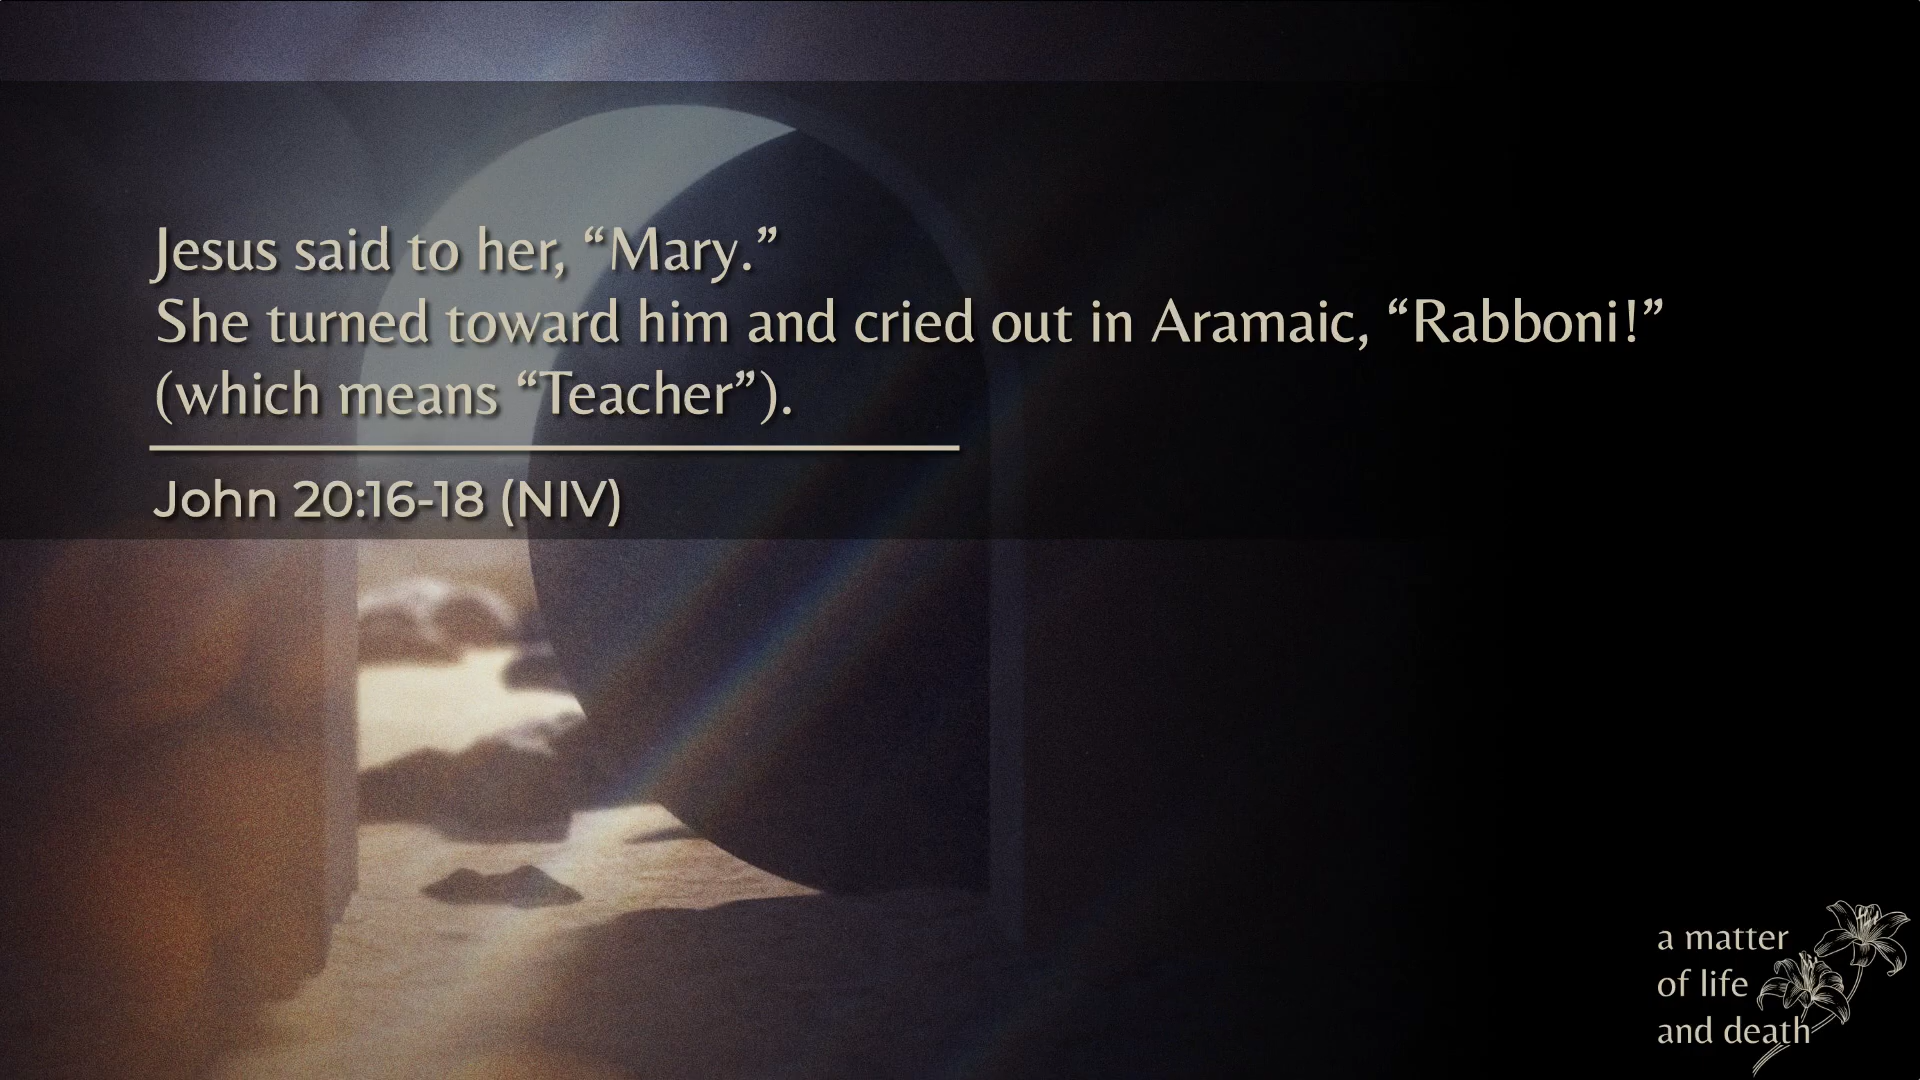 Jesus said to her, “Mary.”
She turned toward him and cried out in Aramaic, “Rabboni!”
(which means “Teacher”).
John 20:16-18 (NIV)
a matter
of life
and death